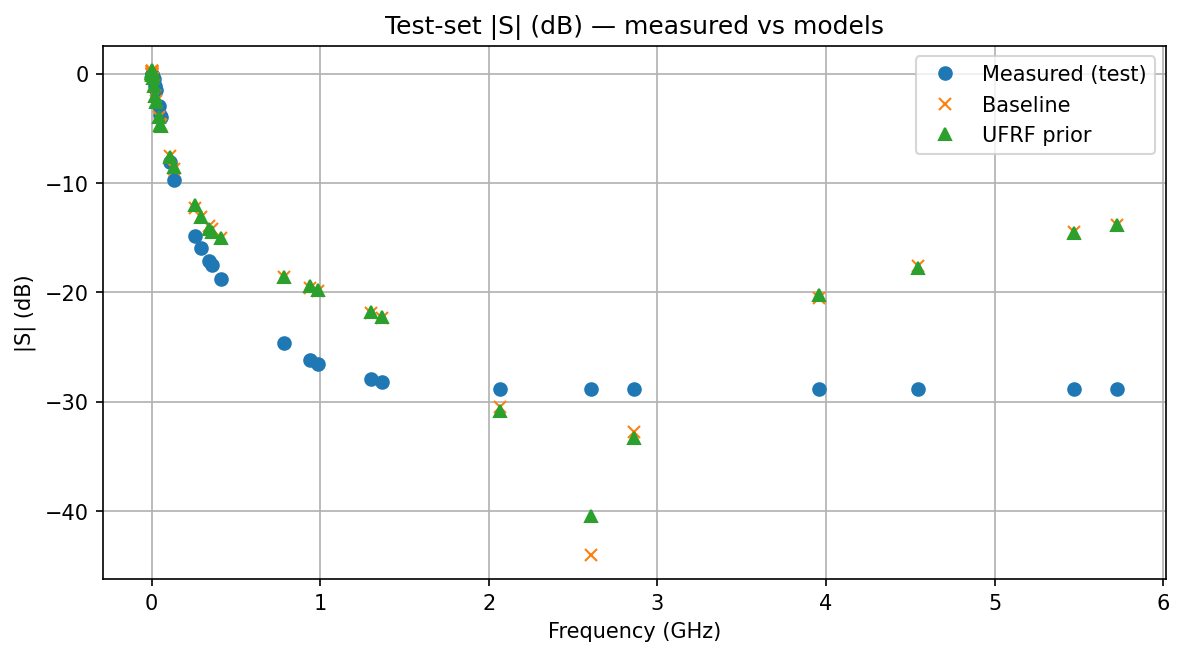 Test-set |S| (dB) — measured vs models
Measured (test)
Baseline
UFRF prior
0
−10
−20
−30
−40
|S| (dB)
0 1 2 3 4 5 6
Frequency (GHz)